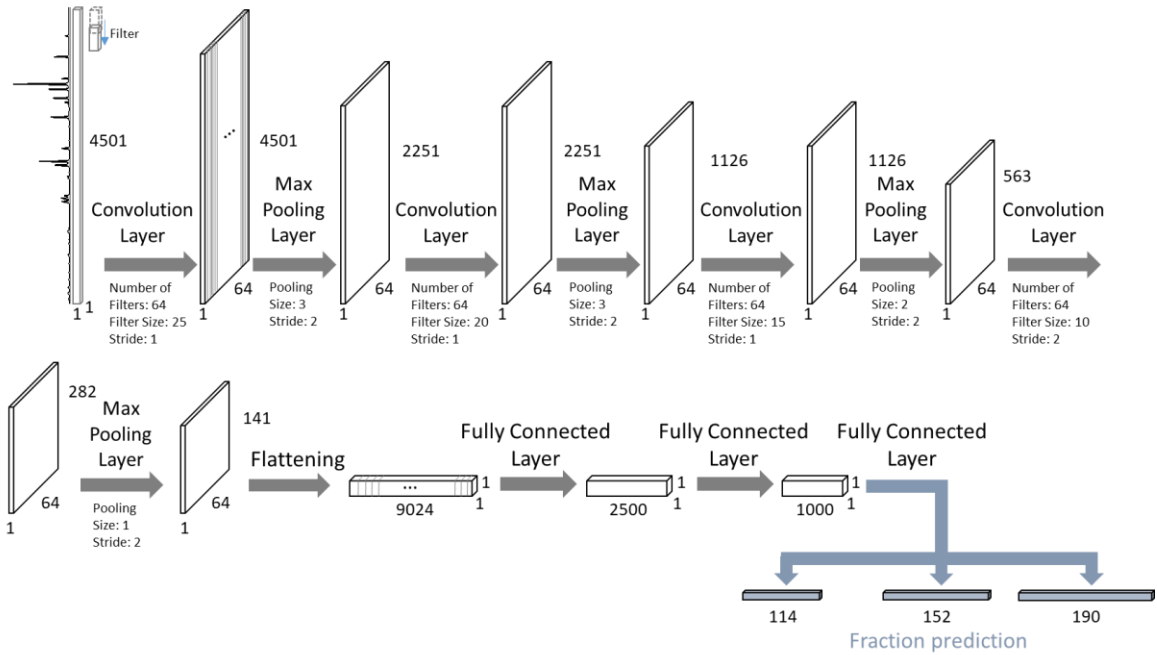 Filter
4501
Convolution
Layer
Number of
Filters: 64
Filter Size: 25
Stride: 1
1
1
4501
Max
Pooling
Layer
64
Pooling
Size: 3
Stride: 2
1
2251
Convolution
Layer
64
Number of
Filters: 64
Filter Size: 20
Stride: 1
1
2251
Max
Pooling
Layer
64
Pooling
Size: 3
Stride: 2
1
1126
Convolution
Layer
64
Number of
Filters: 64
Filter Size: 15
Stride: 1
1
1126
Max
Pooling
Layer
64
Pooling
Size: 2
Stride: 2
1
563
Convolution
Layer
64
Number of
Filters: 64
Filter Size: 10
Stride: 2
1
282
Max
Pooling
Layer
64
Pooling
Size: 1
Stride: 2
1
141
64
1
Flattening
...
9024
1
1
Fully Connected
Layer
2500
1
1
Fully Connected
Layer
1000
1
1
Fully Connected
Layer
114
152
190
Fraction prediction